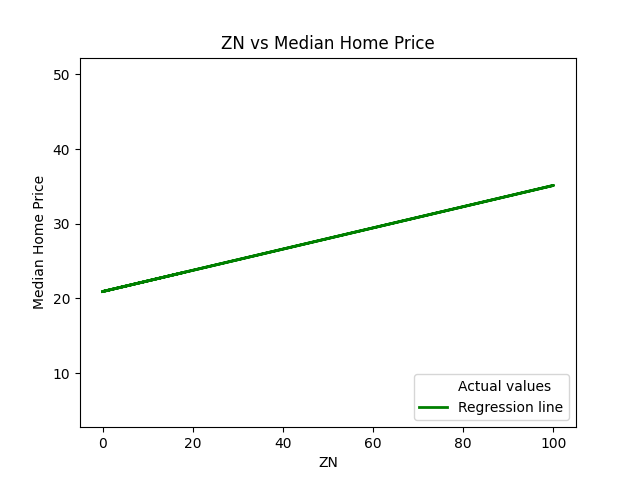 ZN vs Median Home Price
50
40
30
20
10
Median Home Price
Actual values
Regression line
0 20 40 60 80 100
ZN